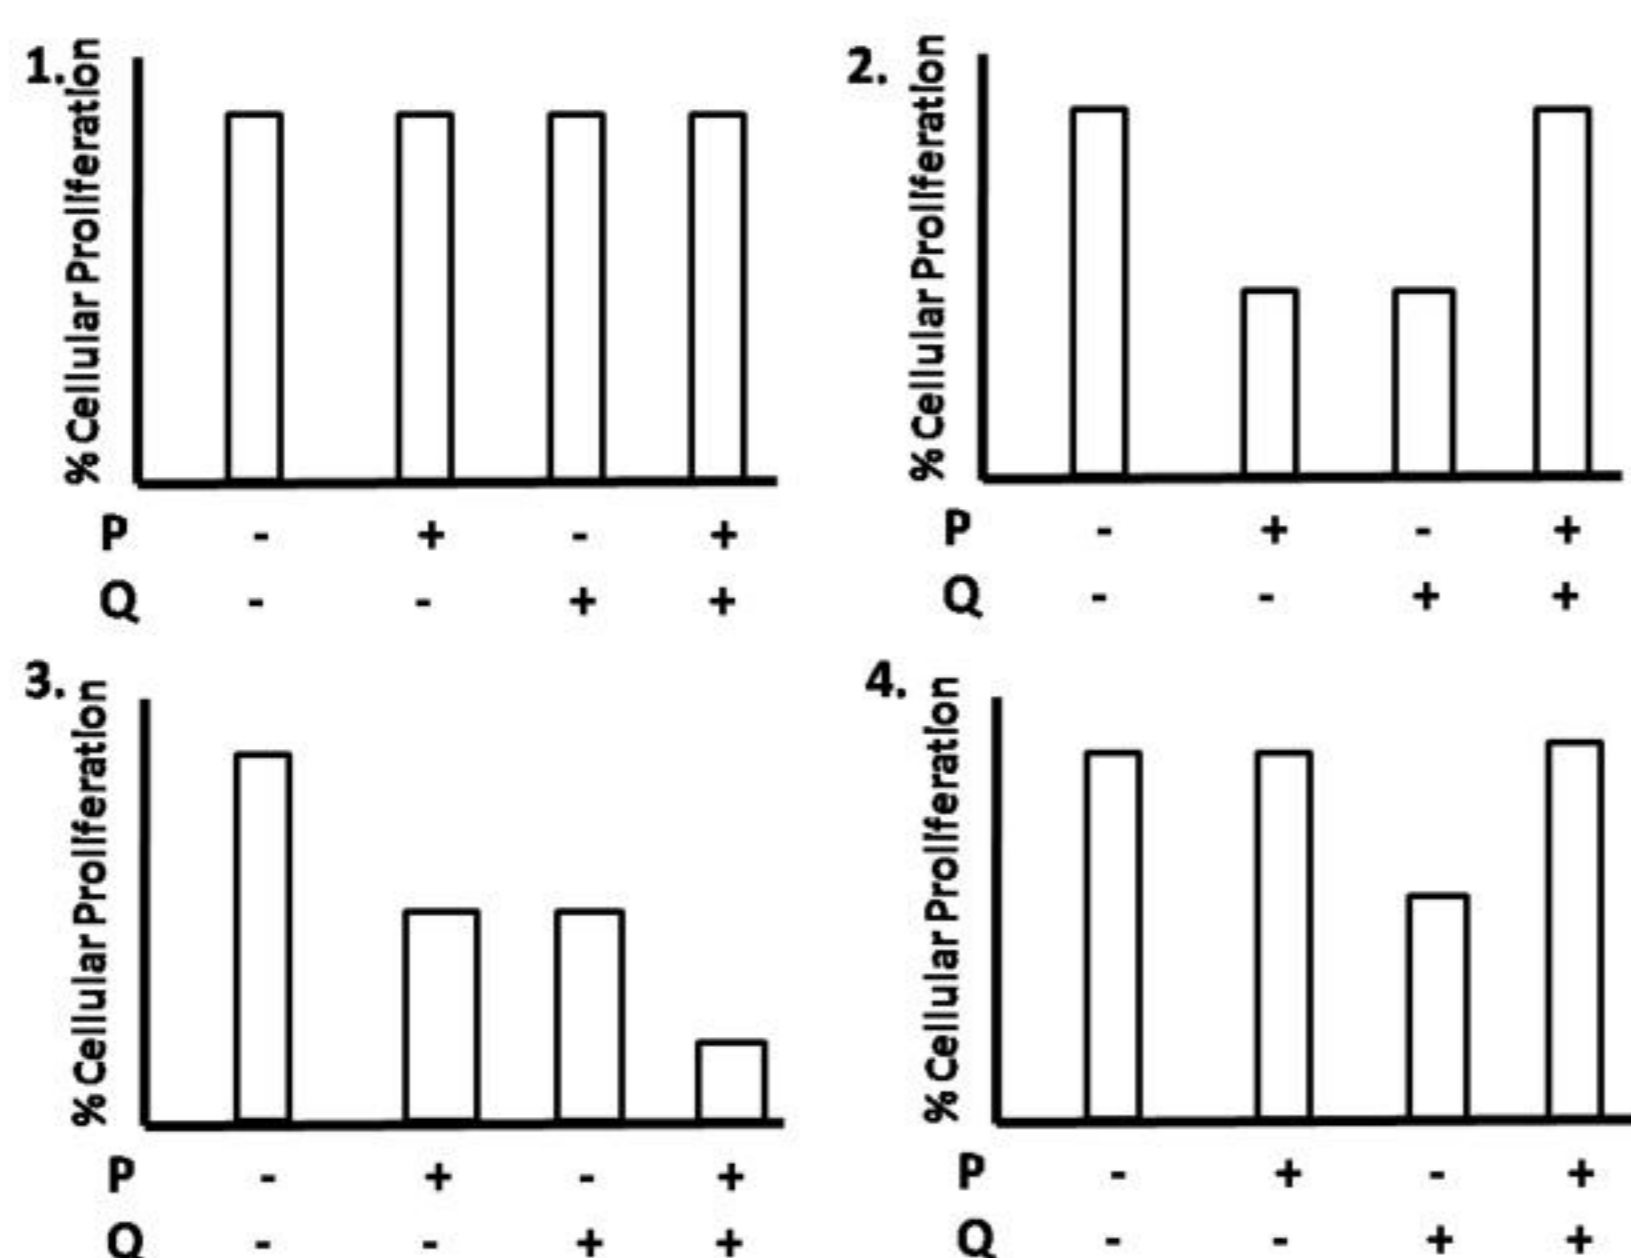 1.
% Cellular Proliferation
P - + - +
Q - - + +
2.
% Cellular Proliferation
P - + - +
Q - - + +
3.
% Cellular Proliferation
P - + - +
Q - - + +
4.
% Cellular Proliferation
P - + - +
Q - - + +